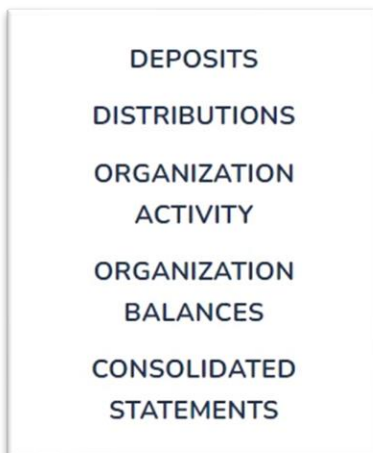 DEPOSITS
DISTRIBUTIONS
ORGANIZATION
ACTIVITY
ORGANIZATION
BALANCES
CONSOLIDATED
STATEMENTS